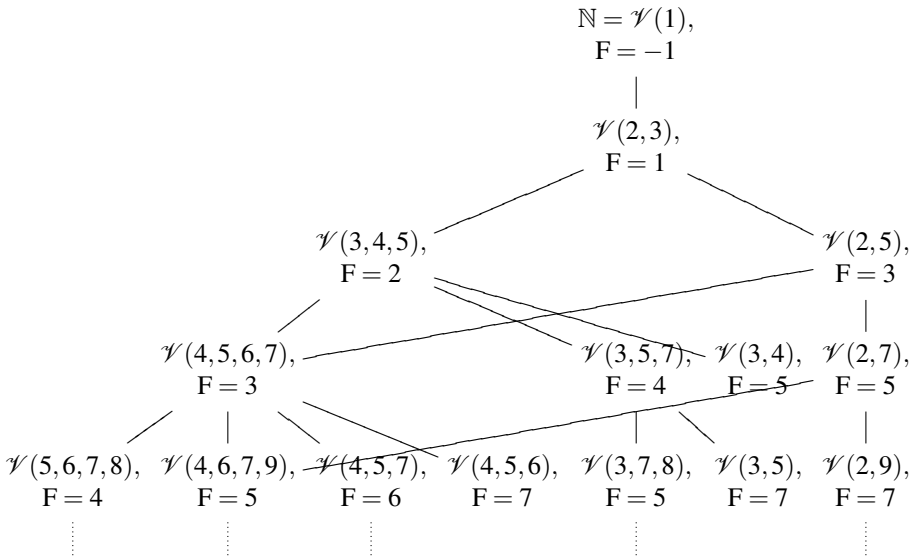 ℕ = 𝒱(1),
F = −1
𝒱(2,3),
F = 1
𝒱(3,4,5),
F = 2
𝒱(2,5),
F = 3
𝒱(4,5,6,7),
F = 3
𝒱(3,5,7),
F = 4
𝒱(3,4),
F = 5
𝒱(2,7),
F = 5
𝒱(5,6,7,8),
F = 4
𝒱(4,6,7,9),
F = 5
𝒱(4,5,7),
F = 6
𝒱(4,5,6),
F = 7
𝒱(3,7,8),
F = 5
𝒱(3,5),
F = 7
𝒱(2,9),
F = 7